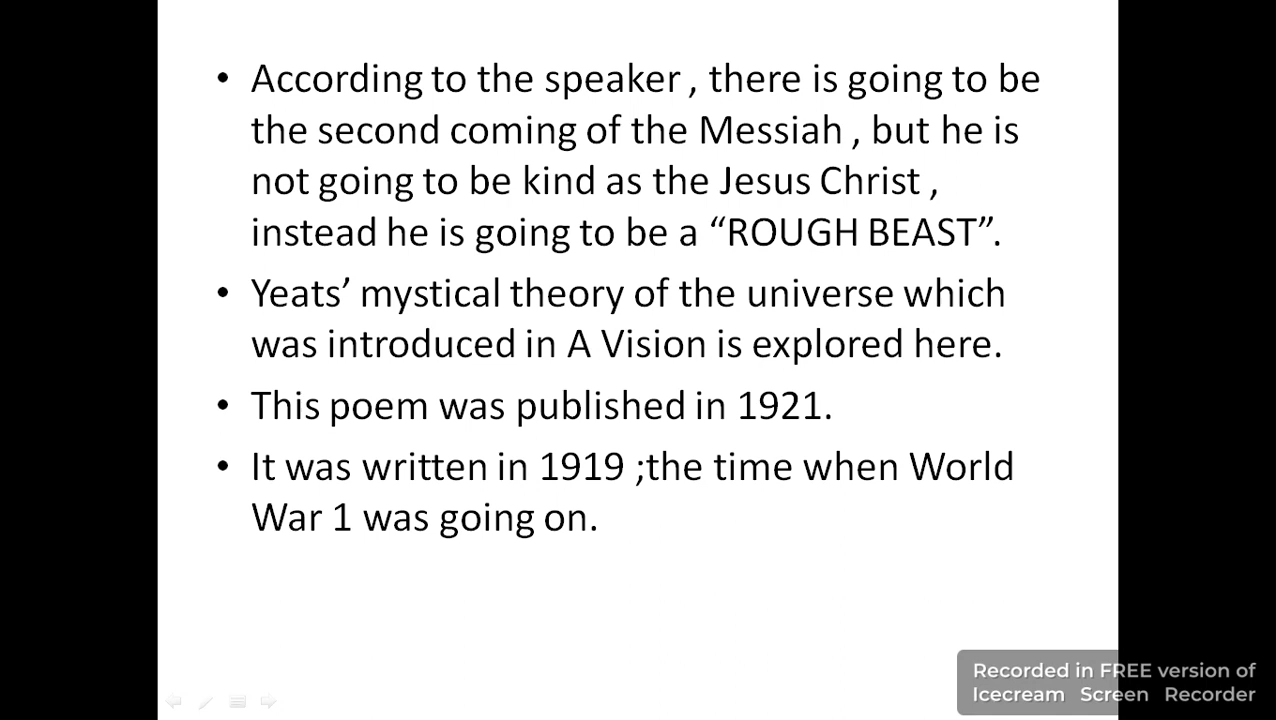 • According to the speaker , there is going to be
the second coming of the Messiah , but he is
not going to be kind as the Jesus Christ ,
instead he is going to be a “ROUGH BEAST”.
• Yeats’ mystical theory of the universe which
was introduced in A Vision is explored here.
• This poem was published in 1921.
• It was written in 1919 ;the time when World
War 1 was going on.
Recorded in FREE version of
Icecream Screen Recorder